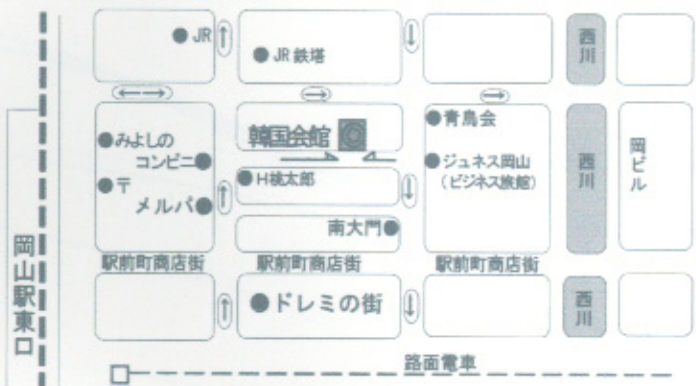 JR
JR鉄塔
西川
みよしの
コンビニ
〒
メルパ
韓国会館
H桃太郎
南大門
青鳥会
ジュネス岡山
(ビジネス旅館)
西川
岡ビル
駅前町商店街
駅前町商店街
駅前町商店街
岡山駅東口
ドレミの街
西川
路面電車